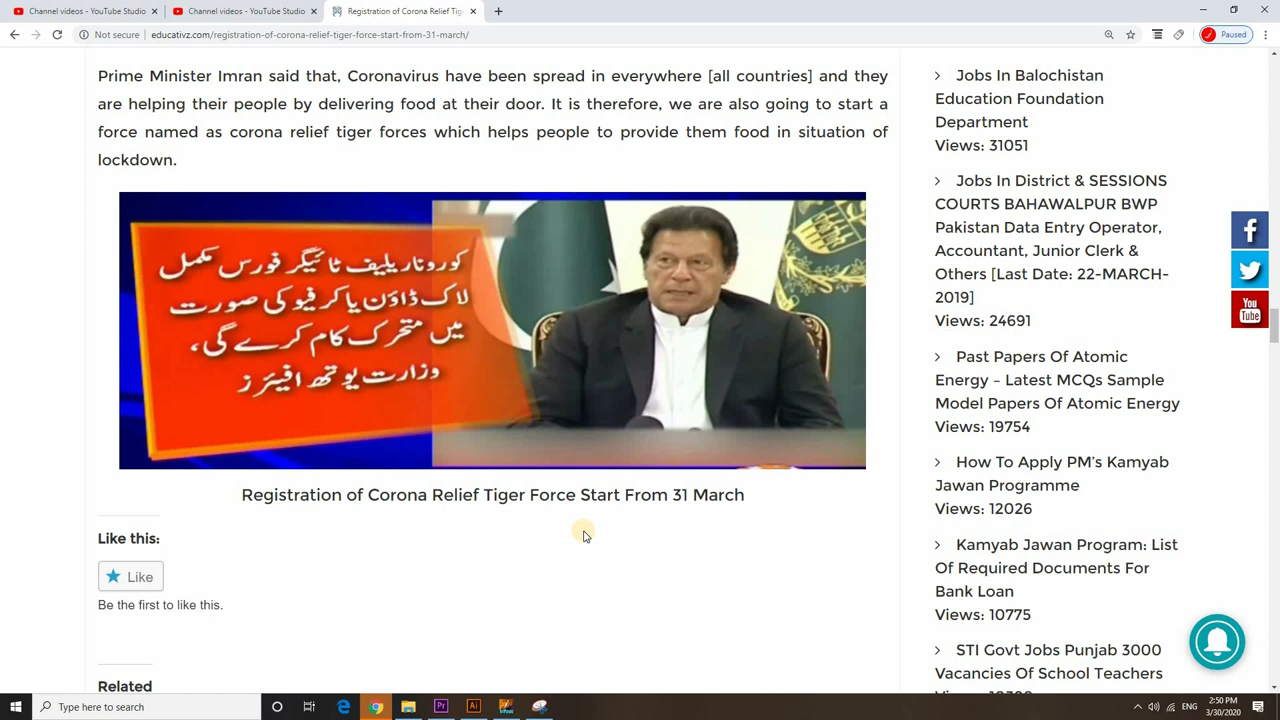 Channel videos - YouTube Studio
Channel videos - YouTube Studio
Registration of Corona Relief Tig
Not secure
educativz.com/registration-of-corona-relief-tiger-force-start-from-31-march/
Paused
Prime Minister Imran said that, Coronavirus have been spread in everywhere [all countries] and they
are helping their people by delivering food at their door. It is therefore, we are also going to start a
force named as corona relief tiger forces which helps people to provide them food in situation of
lockdown.
کورونا ریلیف ٹائیگر فورس مکمل
لاک ڈاؤن یا کرفیو کی صورت
میں متحرک کام کرے گی،
وزارت یوتھ افیئرز
Registration of Corona Relief Tiger Force Start From 31 March
Like this:
Like
Be the first to like this.
Related
Jobs In Balochistan
Education Foundation
Department
Views: 31051
Jobs In District & SESSIONS
COURTS BAHAWALPUR BWP
Pakistan Data Entry Operator,
Accountant, Junior Clerk &
Others [Last Date: 22-MARCH-
2019]
Views: 24691
Past Papers Of Atomic
Energy – Latest MCQs Sample
Model Papers Of Atomic Energy
Views: 19754
How To Apply PM's Kamyab
Jawan Programme
Views: 12026
Kamyab Jawan Program: List
Of Required Documents For
Bank Loan
Views: 10775
STI Govt Jobs Punjab 3000
Vacancies Of School Teachers
You
Tube
Type here to search
Pr
Ai
ENG
2:50 PM
3/30/2020